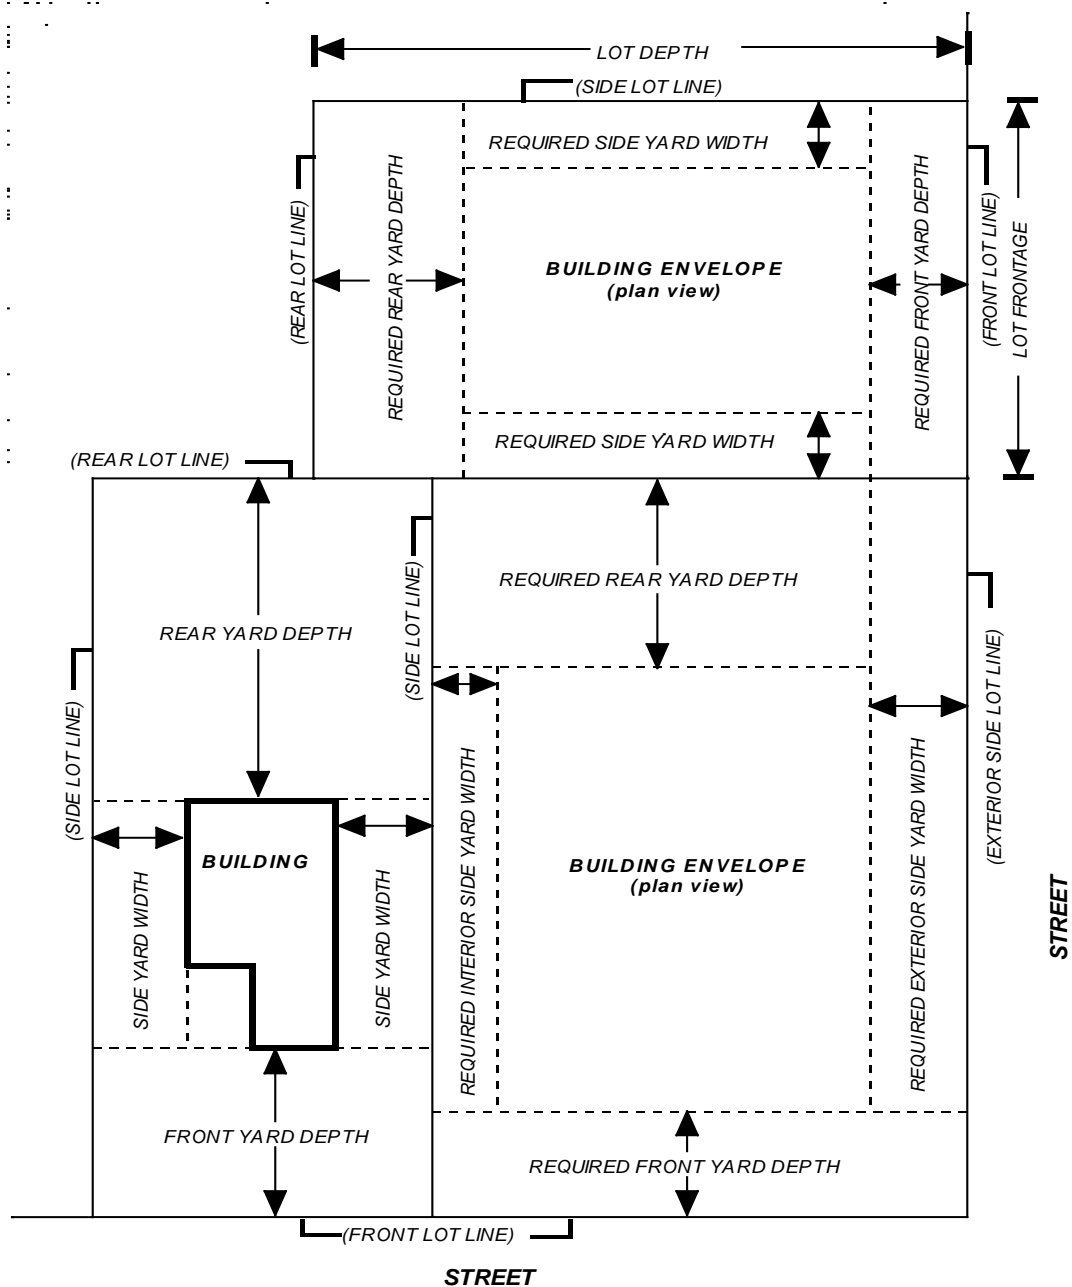 LOT DEPTH
(SIDE LOT LINE)
REQUIRED SIDE YARD WIDTH
(REAR LOT LINE)
REQUIRED REAR YARD DEPTH
BUILDING ENVELOPE
(plan view)
REQUIRED FRONT YARD DEPTH
(FRONT LOT LINE)
LOT FRONTAGE
REQUIRED SIDE YARD WIDTH
(REAR LOT LINE)
(SIDE LOT LINE)
REAR YARD DEPTH
(SIDE LOT LINE)
REQUIRED REAR YARD DEPTH
(EXTERIOR SIDE LOT LINE)
BUILDING
SIDE YARD WIDTH
SIDE YARD WIDTH
REQUIRED INTERIOR SIDE YARD WIDTH
BUILDING ENVELOPE
(plan view)
REQUIRED EXTERIOR SIDE YARD WIDTH
STREET
FRONT YARD DEPTH
REQUIRED FRONT YARD DEPTH
(FRONT LOT LINE)
STREET